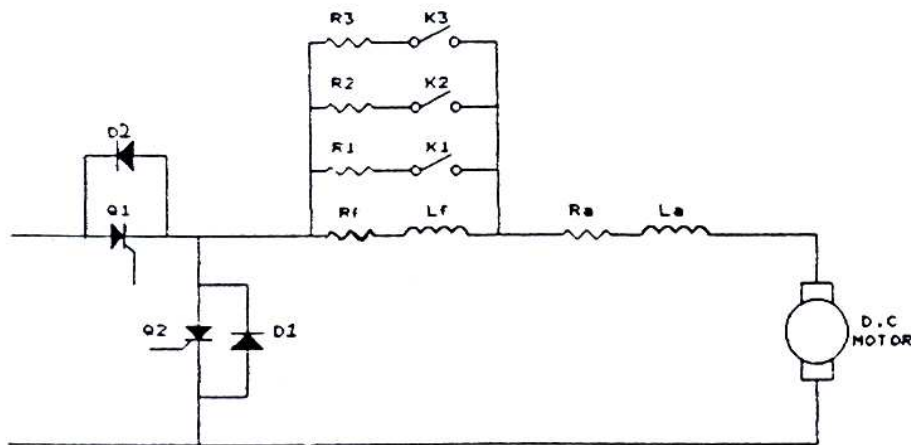 R3 K3
R2 K2
D2
R1 K1
Q1
Rf Lf
Ra La
Q2
D1
D.C
MOTOR